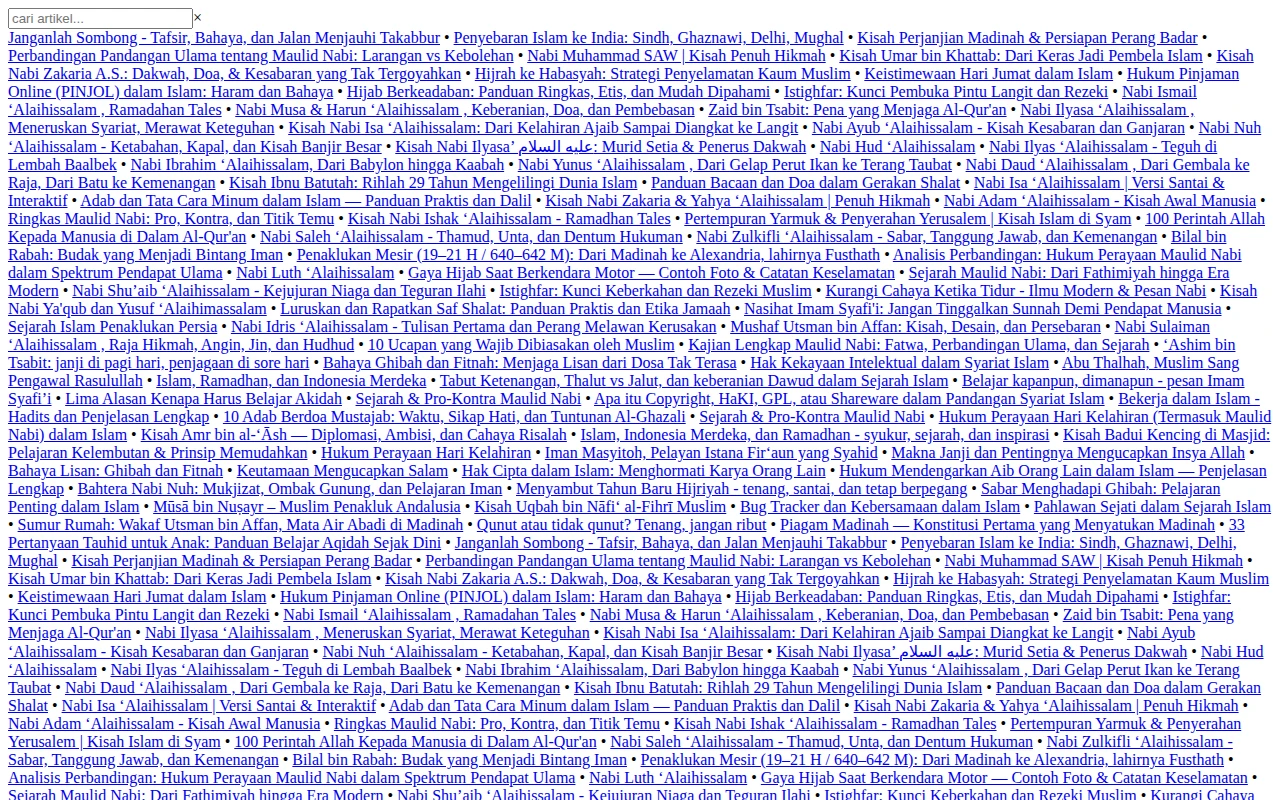 cari artikel... ×
Janganlah Sombong - Tafsir, Bahaya, dan Jalan Menjauhi Takabbur • Penyebaran Islam ke India: Sindh, Ghaznawi, Delhi, Mughal • Kisah Perjanjian Madinah & Persiapan Perang Badar •
Perbandingan Pandangan Ulama tentang Maulid Nabi: Larangan vs Kebolehan • Nabi Muhammad SAW | Kisah Penuh Hikmah • Kisah Umar bin Khattab: Dari Keras Jadi Pembela Islam • Kisah
Nabi Zakaria A.S.: Dakwah, Doa, & Kesabaran yang Tak Tergoyahkan • Hijrah ke Habasyah: Strategi Penyelamatan Kaum Muslim • Keistimewaan Hari Jumat dalam Islam • Hukum Pinjaman
Online (PINJOL) dalam Islam: Haram dan Bahaya • Hijab Berkeadaban: Panduan Ringkas, Etis, dan Mudah Dipahami • Istighfar: Kunci Pembuka Pintu Langit dan Rezeki • Nabi Ismail
‘Alaihissalam , Ramadahan Tales • Nabi Musa & Harun ‘Alaihissalam , Keberanian, Doa, dan Pembebasan • Zaid bin Tsabit: Pena yang Menjaga Al-Qur'an • Nabi Ilyasa ‘Alaihissalam ,
Meneruskan Syariat, Merawat Keteguhan • Kisah Nabi Isa ‘Alaihissalam: Dari Kelahiran Ajaib Sampai Diangkat ke Langit • Nabi Ayub ‘Alaihissalam - Kisah Kesabaran dan Ganjaran • Nabi Nuh
‘Alaihissalam - Ketabahan, Kapal, dan Kisah Banjir Besar • Kisah Nabi Ilyasa’ عليه السلام: Murid Setia & Penerus Dakwah • Nabi Hud ‘Alaihissalam • Nabi Ilyas ‘Alaihissalam - Teguh di
Lembah Baalbek • Nabi Ibrahim ‘Alaihissalam, Dari Babylon hingga Kaabah • Nabi Yunus ‘Alaihissalam , Dari Gelap Perut Ikan ke Terang Taubat • Nabi Daud ‘Alaihissalam , Dari Gembala ke
Raja, Dari Batu ke Kemenangan • Kisah Ibnu Batutah: Rihlah 29 Tahun Mengelilingi Dunia Islam • Panduan Bacaan dan Doa dalam Gerakan Shalat • Nabi Isa ‘Alaihissalam | Versi Santai &
Interaktif • Adab dan Tata Cara Minum dalam Islam — Panduan Praktis dan Dalil • Kisah Nabi Zakaria & Yahya ‘Alaihissalam | Penuh Hikmah • Nabi Adam ‘Alaihissalam - Kisah Awal Manusia •
Ringkas Maulid Nabi: Pro, Kontra, dan Titik Temu • Kisah Nabi Ishak ‘Alaihissalam - Ramadhan Tales • Pertempuran Yarmuk & Penyerahan Yerusalem | Kisah Islam di Syam • 100 Perintah Allah
Kepada Manusia di Dalam Al-Qur'an • Nabi Saleh ‘Alaihissalam - Thamud, Unta, dan Dentum Hukuman • Nabi Zulkifli ‘Alaihissalam - Sabar, Tanggung Jawab, dan Kemenangan • Bilal bin
Rabah: Budak yang Menjadi Bintang Iman • Penaklukan Mesir (19–21 H / 640–642 M): Dari Madinah ke Alexandria, lahirnya Fusthath • Analisis Perbandingan: Hukum Perayaan Maulid Nabi
dalam Spektrum Pendapat Ulama • Nabi Luth ‘Alaihissalam • Gaya Hijab Saat Berkendara Motor — Contoh Foto & Catatan Keselamatan • Sejarah Maulid Nabi: Dari Fathimiyah hingga Era
Modern • Nabi Shu’aib ‘Alaihissalam - Kejujuran Niaga dan Teguran Ilahi • Istighfar: Kunci Keberkahan dan Rezeki Muslim • Kurangi Cahaya Ketika Tidur - Ilmu Modern & Pesan Nabi • Kisah
Nabi Ya'qub dan Yusuf ‘Alaihimassalam • Luruskan dan Rapatkan Saf Shalat: Panduan Praktis dan Etika Jamaah • Nasihat Imam Syafi'i: Jangan Tinggalkan Sunnah Demi Pendapat Manusia •
Sejarah Islam Penaklukan Persia • Nabi Idris ‘Alaihissalam - Tulisan Pertama dan Perang Melawan Kerusakan • Mushaf Utsman bin Affan: Kisah, Desain, dan Persebaran • Nabi Sulaiman
‘Alaihissalam , Raja Hikmah, Angin, Jin, dan Hudhud • 10 Ucapan yang Wajib Dibiasakan oleh Muslim • Kajian Lengkap Maulid Nabi: Fatwa, Perbandingan Ulama, dan Sejarah • ‘Ashim bin
Tsabit: janji di pagi hari, penjagaan di sore hari • Bahaya Ghibah dan Fitnah: Menjaga Lisan dari Dosa Tak Terasa • Hak Kekayaan Intelektual dalam Syariat Islam • Abu Thalhah, Muslim Sang
Pengawal Rasulullah • Islam, Ramadhan, dan Indonesia Merdeka • Tabut Ketenangan, Thalut vs Jalut, dan keberanian Dawud dalam Sejarah Islam • Belajar kapanpun, dimanapun - pesan Imam
Syafi’i • Lima Alasan Kenapa Harus Belajar Akidah • Sejarah & Pro-Kontra Maulid Nabi • Apa itu Copyright, HaKI, GPL, atau Shareware dalam Pandangan Syariat Islam • Bekerja dalam Islam -
Hadits dan Penjelasan Lengkap • 10 Adab Berdoa Mustajab: Waktu, Sikap Hati, dan Tuntunan Al-Ghazali • Sejarah & Pro-Kontra Maulid Nabi • Hukum Perayaan Hari Kelahiran (Termasuk Maulid
Nabi) dalam Islam • Kisah Amr bin al-‘Āsh — Diplomasi, Ambisi, dan Cahaya Risalah • Islam, Indonesia Merdeka, dan Ramadhan - syukur, sejarah, dan inspirasi • Kisah Badui Kencing di Masjid:
Pelajaran Kelembutan & Prinsip Memudahkan • Hukum Perayaan Hari Kelahiran • Iman Masyitoh, Pelayan Istana Fir‘aun yang Syahid • Makna Janji dan Pentingnya Mengucapkan Insya Allah •
Bahaya Lisan: Ghibah dan Fitnah • Keutamaan Mengucapkan Salam • Hak Cipta dalam Islam: Menghormati Karya Orang Lain • Hukum Mendengarkan Aib Orang Lain dalam Islam — Penjelasan
Lengkap • Bahtera Nabi Nuh: Mukjizat, Ombak Gunung, dan Pelajaran Iman • Menyambut Tahun Baru Hijriyah - tenang, santai, dan tetap berpegang • Sabar Menghadapi Ghibah: Pelajaran
Penting dalam Islam • Mūsā bin Nuṣayr – Muslim Penakluk Andalusia • Kisah Uqbah bin Nāfi‘ al-Fihrī Muslim • Bug Tracker dan Kebersamaan dalam Islam • Pahlawan Sejati dalam Sejarah Islam
• Sumur Rumah: Wakaf Utsman bin Affan, Mata Air Abadi di Madinah • Qunut atau tidak qunut? Tenang, jangan ribut • Piagam Madinah — Konstitusi Pertama yang Menyatukan Madinah • 33
Pertanyaan Tauhid untuk Anak: Panduan Belajar Aqidah Sejak Dini • Janganlah Sombong - Tafsir, Bahaya, dan Jalan Menjauhi Takabbur • Penyebaran Islam ke India: Sindh, Ghaznawi, Delhi,
Mughal • Kisah Perjanjian Madinah & Persiapan Perang Badar • Perbandingan Pandangan Ulama tentang Maulid Nabi: Larangan vs Kebolehan • Nabi Muhammad SAW | Kisah Penuh Hikmah •
Kisah Umar bin Khattab: Dari Keras Jadi Pembela Islam • Kisah Nabi Zakaria A.S.: Dakwah, Doa, & Kesabaran yang Tak Tergoyahkan • Hijrah ke Habasyah: Strategi Penyelamatan Kaum Muslim
• Keistimewaan Hari Jumat dalam Islam • Hukum Pinjaman Online (PINJOL) dalam Islam: Haram dan Bahaya • Hijab Berkeadaban: Panduan Ringkas, Etis, dan Mudah Dipahami • Istighfar:
Kunci Pembuka Pintu Langit dan Rezeki • Nabi Ismail ‘Alaihissalam , Ramadahan Tales • Nabi Musa & Harun ‘Alaihissalam , Keberanian, Doa, dan Pembebasan • Zaid bin Tsabit: Pena yang
Menjaga Al-Qur'an • Nabi Ilyasa ‘Alaihissalam , Meneruskan Syariat, Merawat Keteguhan • Kisah Nabi Isa ‘Alaihissalam: Dari Kelahiran Ajaib Sampai Diangkat ke Langit • Nabi Ayub
‘Alaihissalam - Kisah Kesabaran dan Ganjaran • Nabi Nuh ‘Alaihissalam - Ketabahan, Kapal, dan Kisah Banjir Besar • Kisah Nabi Ilyasa’ عليه السلام: Murid Setia & Penerus Dakwah • Nabi Hud
‘Alaihissalam • Nabi Ilyas ‘Alaihissalam - Teguh di Lembah Baalbek • Nabi Ibrahim ‘Alaihissalam, Dari Babylon hingga Kaabah • Nabi Yunus ‘Alaihissalam , Dari Gelap Perut Ikan ke Terang
Taubat • Nabi Daud ‘Alaihissalam , Dari Gembala ke Raja, Dari Batu ke Kemenangan • Kisah Ibnu Batutah: Rihlah 29 Tahun Mengelilingi Dunia Islam • Panduan Bacaan dan Doa dalam Gerakan
Shalat • Nabi Isa ‘Alaihissalam | Versi Santai & Interaktif • Adab dan Tata Cara Minum dalam Islam — Panduan Praktis dan Dalil • Kisah Nabi Zakaria & Yahya ‘Alaihissalam | Penuh Hikmah •
Nabi Adam ‘Alaihissalam - Kisah Awal Manusia • Ringkas Maulid Nabi: Pro, Kontra, dan Titik Temu • Kisah Nabi Ishak ‘Alaihissalam - Ramadhan Tales • Pertempuran Yarmuk & Penyerahan
Yerusalem | Kisah Islam di Syam • 100 Perintah Allah Kepada Manusia di Dalam Al-Qur'an • Nabi Saleh ‘Alaihissalam - Thamud, Unta, dan Dentum Hukuman • Nabi Zulkifli ‘Alaihissalam -
Sabar, Tanggung Jawab, dan Kemenangan • Bilal bin Rabah: Budak yang Menjadi Bintang Iman • Penaklukan Mesir (19–21 H / 640–642 M): Dari Madinah ke Alexandria, lahirnya Fusthath •
Analisis Perbandingan: Hukum Perayaan Maulid Nabi dalam Spektrum Pendapat Ulama • Nabi Luth ‘Alaihissalam • Gaya Hijab Saat Berkendara Motor — Contoh Foto & Catatan Keselamatan •
Sejarah Maulid Nabi: Dari Fathimiyah hingga Era Modern • Nabi Shu’aib ‘Alaihissalam - Kejujuran Niaga dan Teguran Ilahi • Istighfar: Kunci Keberkahan dan Rezeki Muslim • Kurangi Cahaya